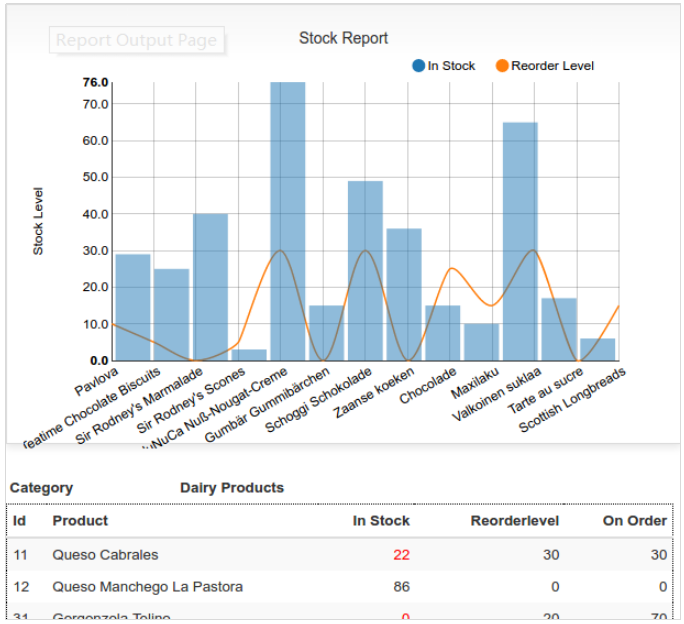 Report Output Page
Stock Report
In Stock Reorder Level
76.0
70.0
60.0
50.0
40.0
30.0
20.0
10.0
0.0
Stock Level
Pavlova
eatime Chocolate Biscuits
Sir Rodney's Marmalade
Sir Rodney's Scones
NuNuCa Nuß-Nougat-Creme
Gumbär Gummibärchen
Schoggi Schokolade
Zaanse koeken
Chocolade
Maxilaku
Valkoinen suklaa
Tarte au sucre
Scottish Longbreads
Category Dairy Products
Id Product In Stock Reorderlevel On Order
11 Queso Cabrales 22 30 30
12 Queso Manchego La Pastora 86 0 0
31 Gorgonzola Telino 0 20 70